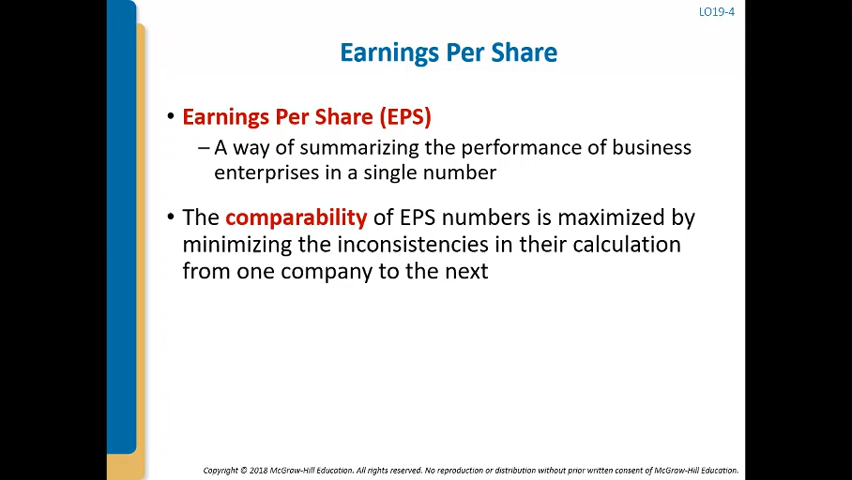 LO19-4
Earnings Per Share
• Earnings Per Share (EPS)
– A way of summarizing the performance of business
enterprises in a single number
• The comparability of EPS numbers is maximized by
minimizing the inconsistencies in their calculation
from one company to the next
Copyright © 2018 McGraw-Hill Education. All rights reserved. No reproduction or distribution without prior written consent of McGraw-Hill Education.